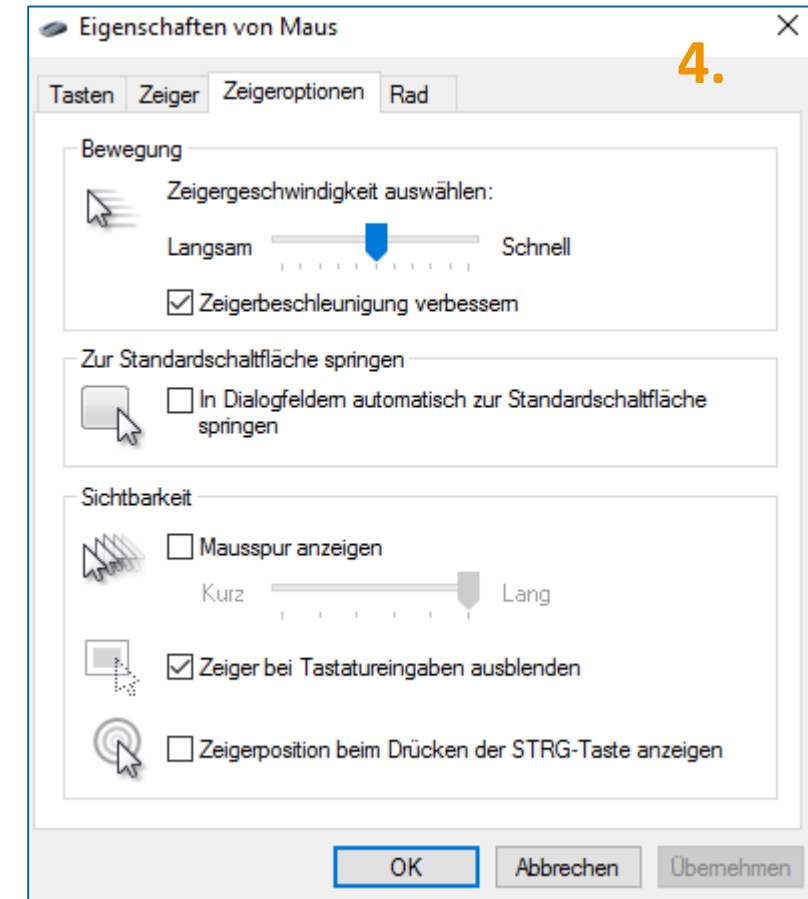 Eigenschaften von Maus
4.
Tasten Zeiger Zeigeroptionen Rad
Bewegung
Zeigergeschwindigkeit auswählen:
Langsam Schnell
Zeigerbeschleunigung verbessern
Zur Standardschaltfläche springen
In Dialogfeldern automatisch zur Standardschaltfläche
springen
Sichtbarkeit
Mausspur anzeigen
Kurz Lang
Zeiger bei Tastatureingaben ausblenden
Zeigerposition beim Drücken der STRG-Taste anzeigen
OK Abbrechen Übernehmen